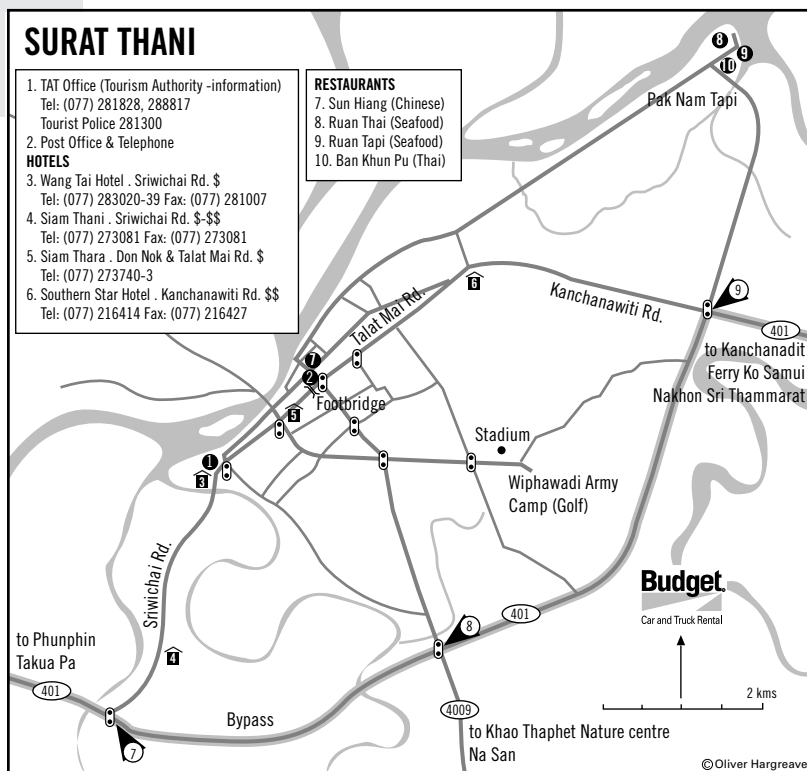 SURAT THANI
1. TAT Office (Tourism Authority -information)
Tel: (077) 281828, 288817
Tourist Police 281300
2. Post Office & Telephone
HOTELS
3. Wang Tai Hotel . Sriwichai Rd. $
Tel: (077) 283020-39 Fax: (077) 281007
4. Siam Thani . Sriwichai Rd. $-$$
Tel: (077) 273081 Fax: (077) 273081
5. Siam Thara . Don Nok & Talat Mai Rd. $
Tel: (077) 273740-3
6. Southern Star Hotel . Kanchanawiti Rd. $$
Tel: (077) 216414 Fax: (077) 216427
RESTAURANTS
7. Sun Hiang (Chinese)
8. Ruan Thai (Seafood)
9. Ruan Tapi (Seafood)
10. Ban Khun Pu (Thai)
8
9
10
Pak Nam Tapi
6
Talat Mai Rd.
Kanchanawiti Rd.
9
401
to Kanchanadit
Ferry Ko Samui
Nakhon Sri Thammarat
7
2
Footbridge
5
Stadium
1
3
Wiphawadi Army
Camp (Golf)
Sriwichai Rd.
Budget.
Car and Truck Rental
401
8
4
to Phunphin
Takua Pa
401
2 kms
Bypass
4009
7
to Khao Thaphet Nature centre
Na San
©Oliver Hargreave